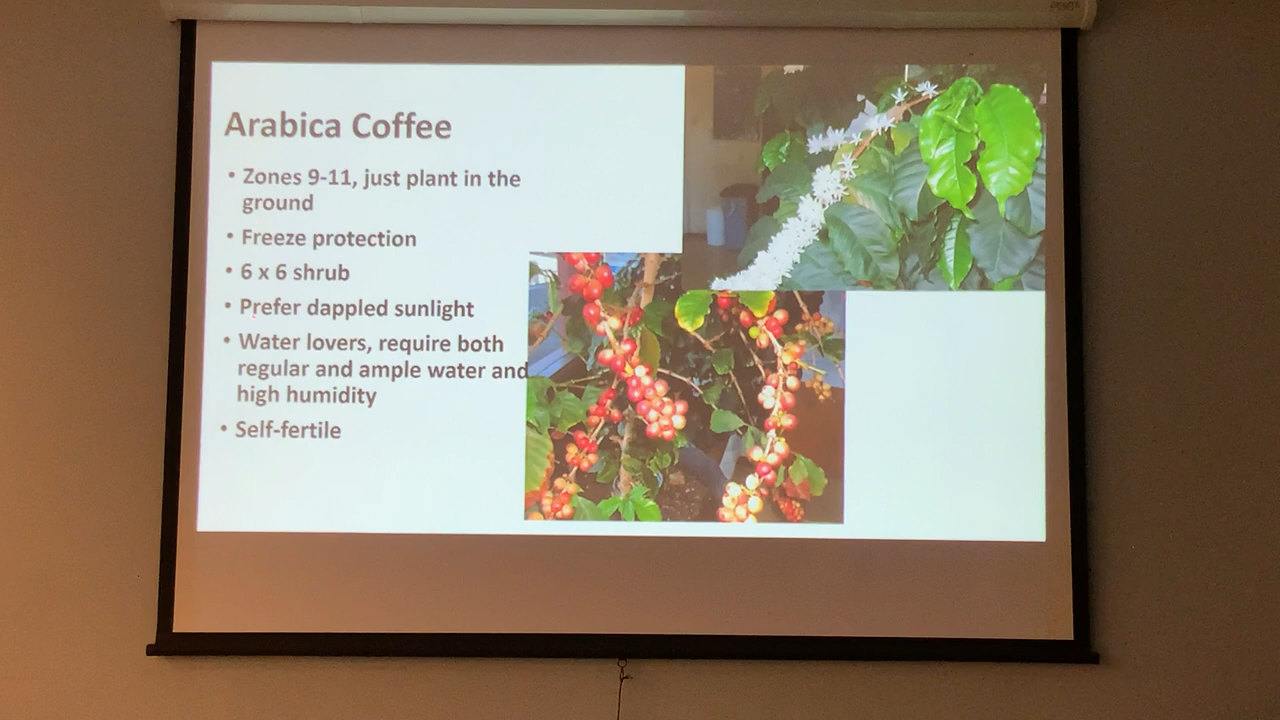 Arabica Coffee
• Zones 9-11, just plant in the
ground
• Freeze protection
• 6 x 6 shrub
• Prefer dappled sunlight
• Water lovers, require both
regular and ample water and
high humidity
• Self-fertile